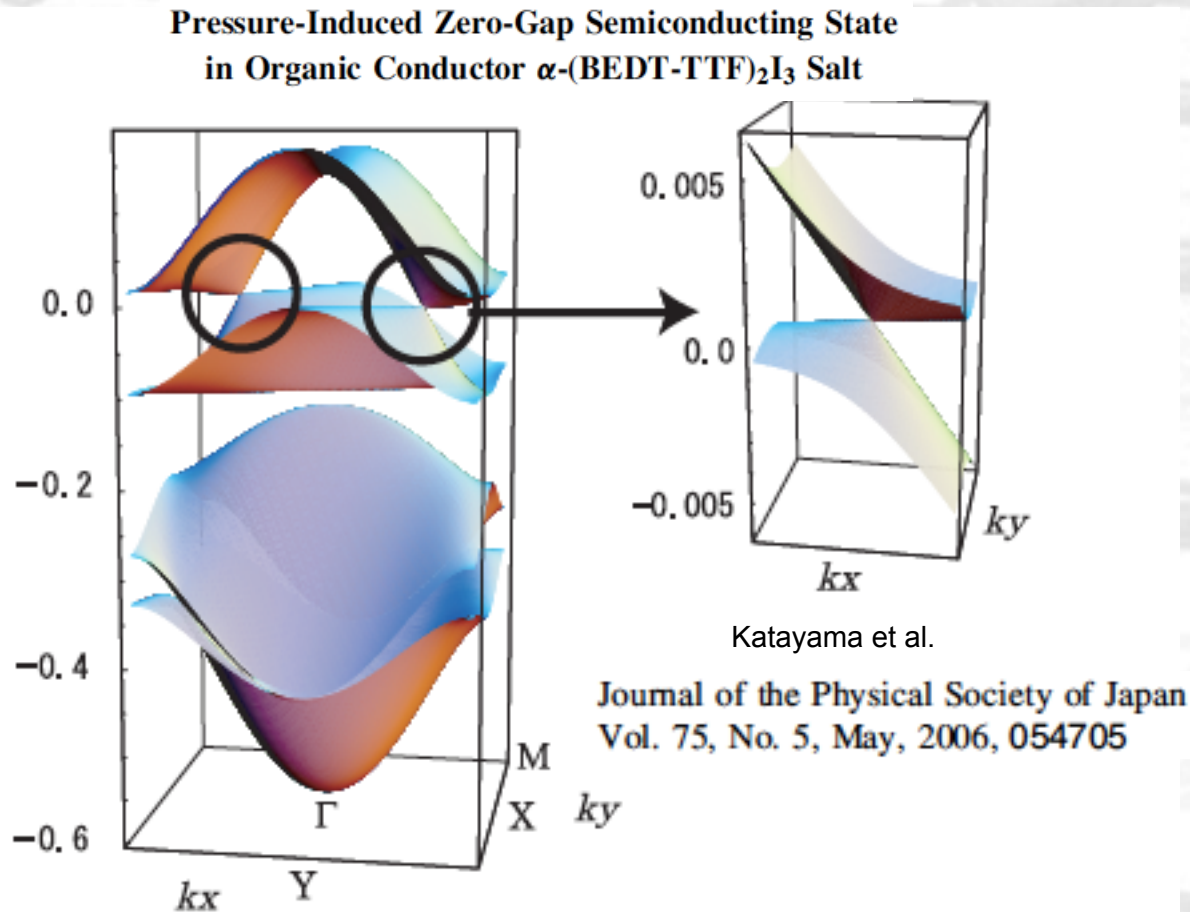 Pressure-Induced Zero-Gap Semiconducting State
in Organic Conductor α-(BEDT-TTF)₂I₃ Salt
0.0
−0.2
−0.4
−0.6
kx
Y
Γ
X
M
ky
0.005
0.0
−0.005
kx
ky
Katayama et al.
Journal of the Physical Society of Japan
Vol. 75, No. 5, May, 2006, 054705